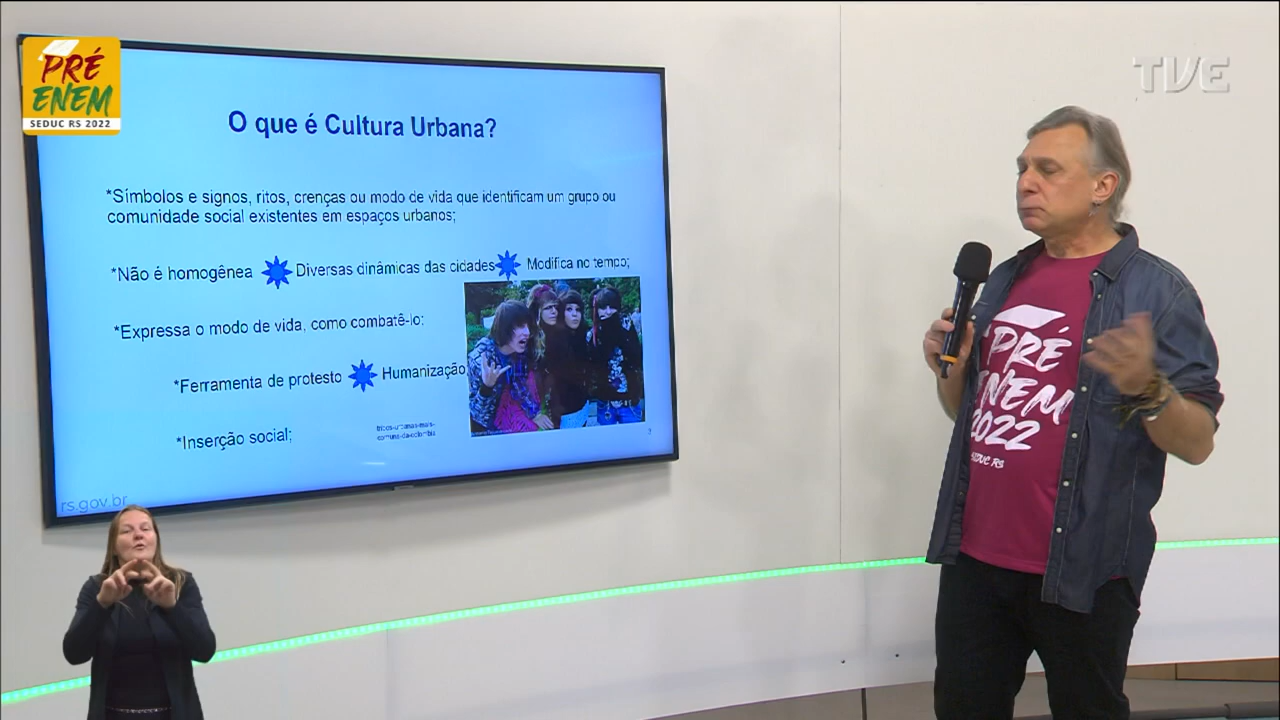 PRÉ
ENEM
SEDUC RS 2022
TVE
O que é Cultura Urbana?
*Símbolos e signos, ritos, crenças ou modo de vida que identificam um grupo ou
comunidade social existentes em espaços urbanos;
*Não é homogênea Diversas dinâmicas das cidades Modifica no tempo;
*Expressa o modo de vida, como combatê-lo:
*Ferramenta de protesto Humanização
*Inserção social;
rs.gov.br
PRÉ
ENEM
2022
SEDUC RS